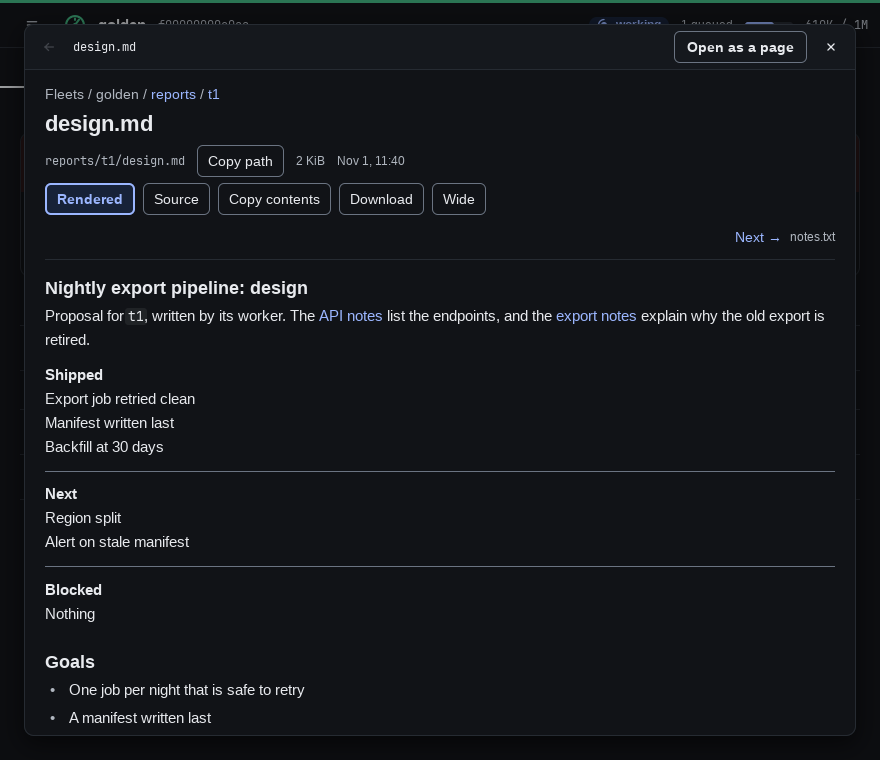 design.md
Open as a page ×
Fleets / golden / reports / t1
design.md
reports/t1/design.md Copy path 2 KiB Nov 1, 11:40
Rendered Source Copy contents Download Wide
Next → notes.txt
Nightly export pipeline: design
Proposal for t1, written by its worker. The API notes list the endpoints, and the export notes explain why the old export is
retired.
Shipped
Export job retried clean
Manifest written last
Backfill at 30 days
Next
Region split
Alert on stale manifest
Blocked
Nothing
Goals
• One job per night that is safe to retry
• A manifest written last